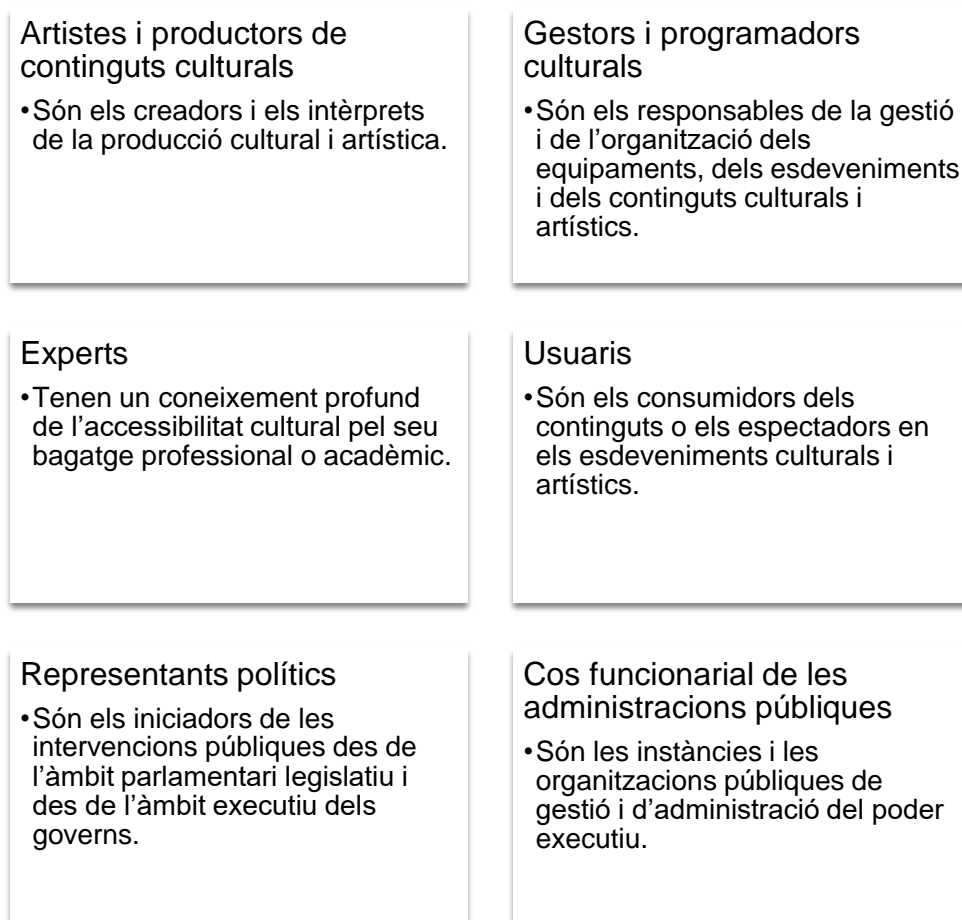 Artistes i productors de
continguts culturals
•Són els creadors i els intèrprets
de la producció cultural i artística.
Gestors i programadors
culturals
•Són els responsables de la gestió
i de l’organització dels
equipaments, dels esdeveniments
i dels continguts culturals i
artístics.
Experts
•Tenen un coneixement profund
de l’accessibilitat cultural pel seu
bagatge professional o acadèmic.
Usuaris
•Són els consumidors dels
continguts o els espectadors en
els esdeveniments culturals i
artístics.
Representants polítics
•Són els iniciadors de les
intervencions públiques des de
l’àmbit parlamentari legislatiu i
des de l’àmbit executiu dels
governs.
Cos funcionarial de les
administracions públiques
•Són les instàncies i les
organitzacions públiques de
gestió i d’administració del poder
executiu.